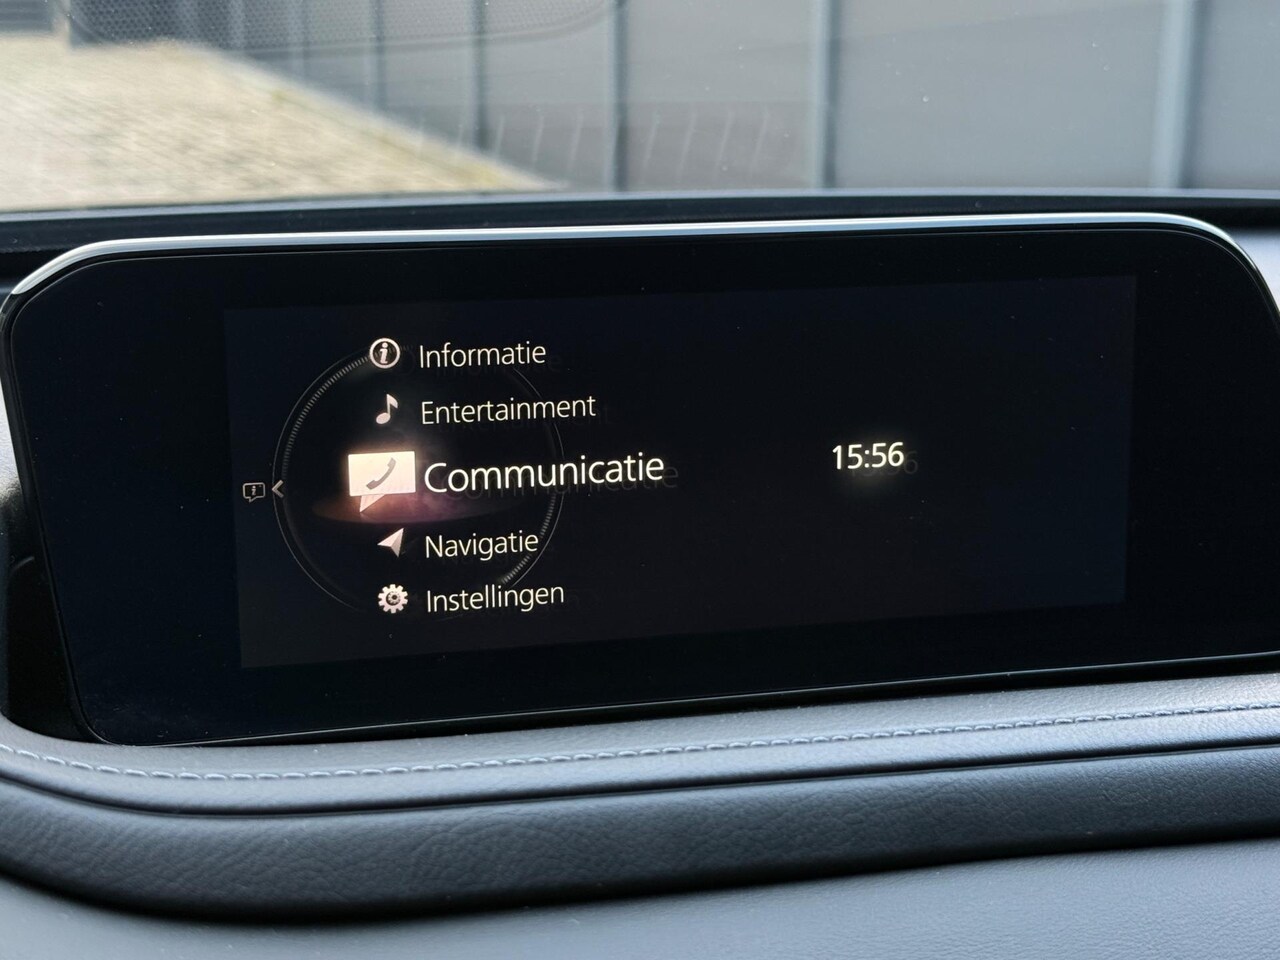 Informatie
Entertainment
Communicatie
15:56
Navigatie
Instellingen